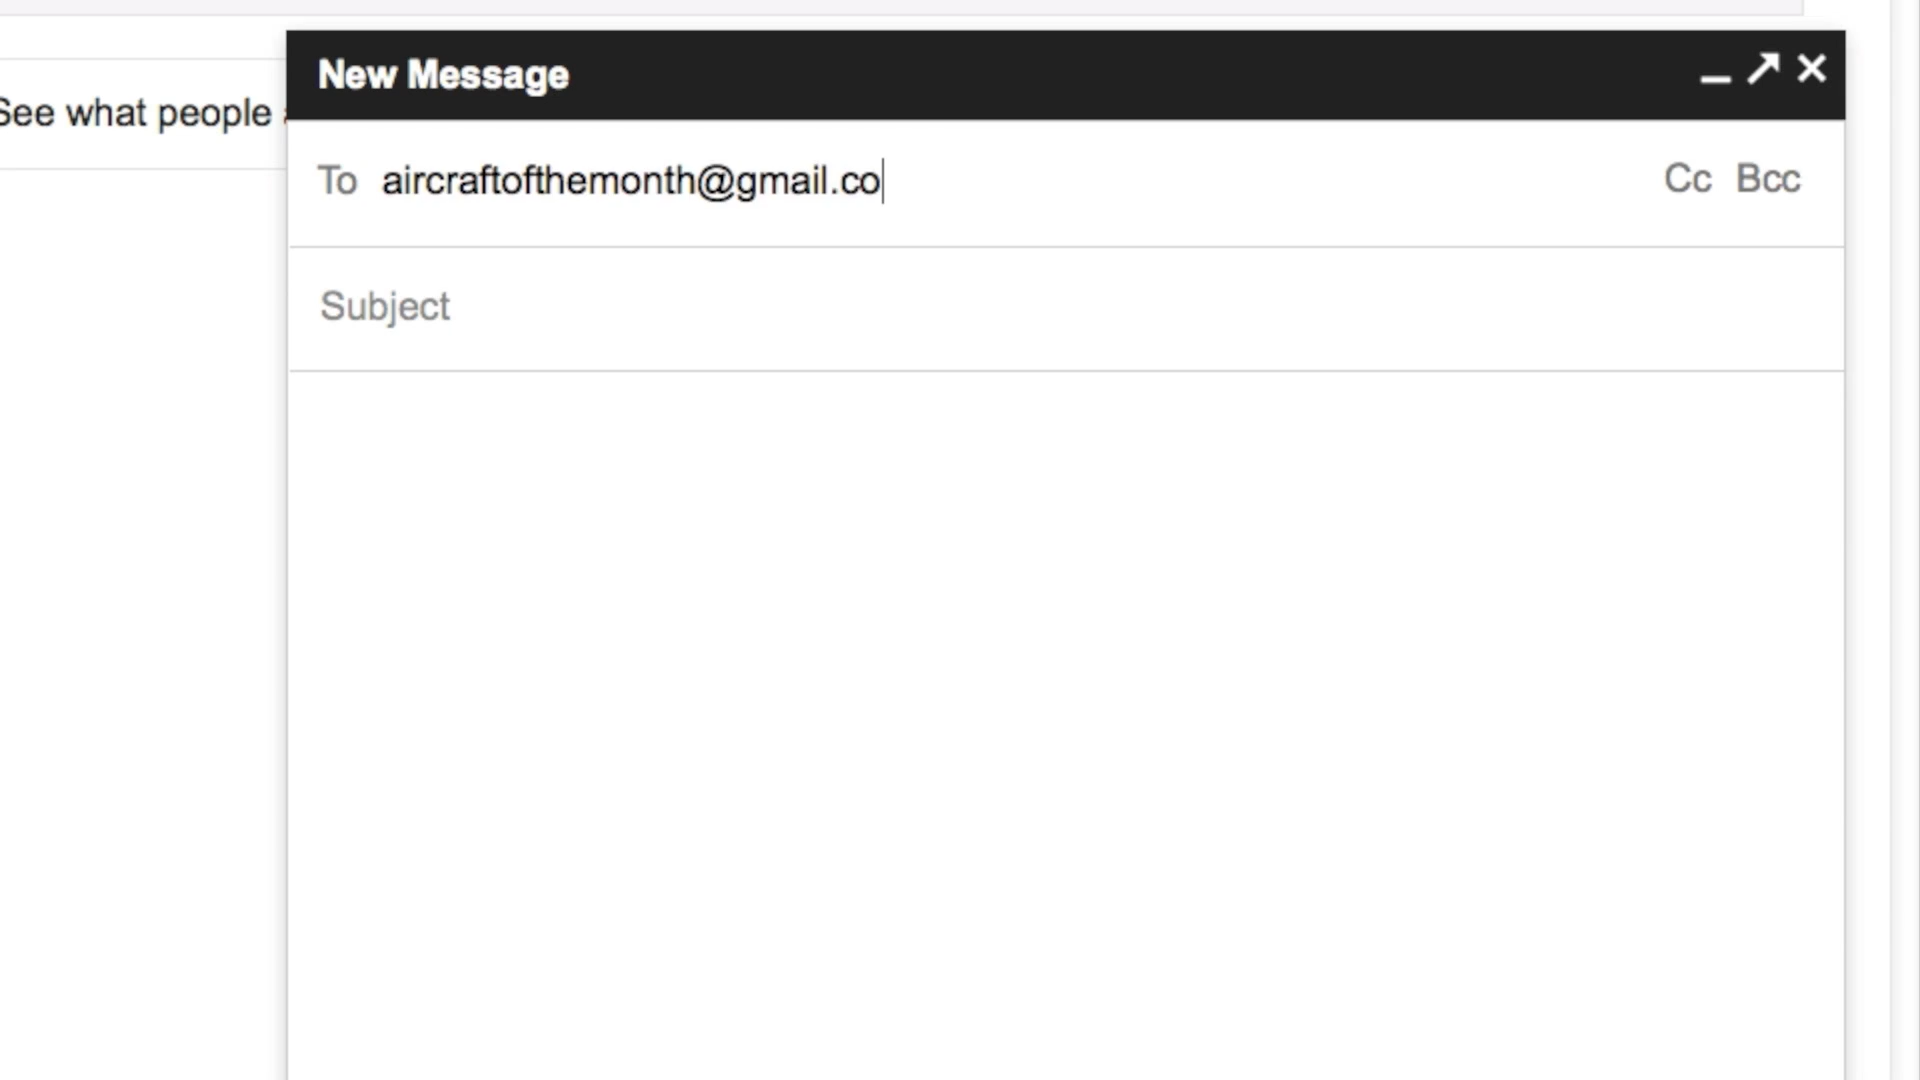 New Message
See what people
To aircraftofthemonth@gmail.co
Cc Bcc
Subject